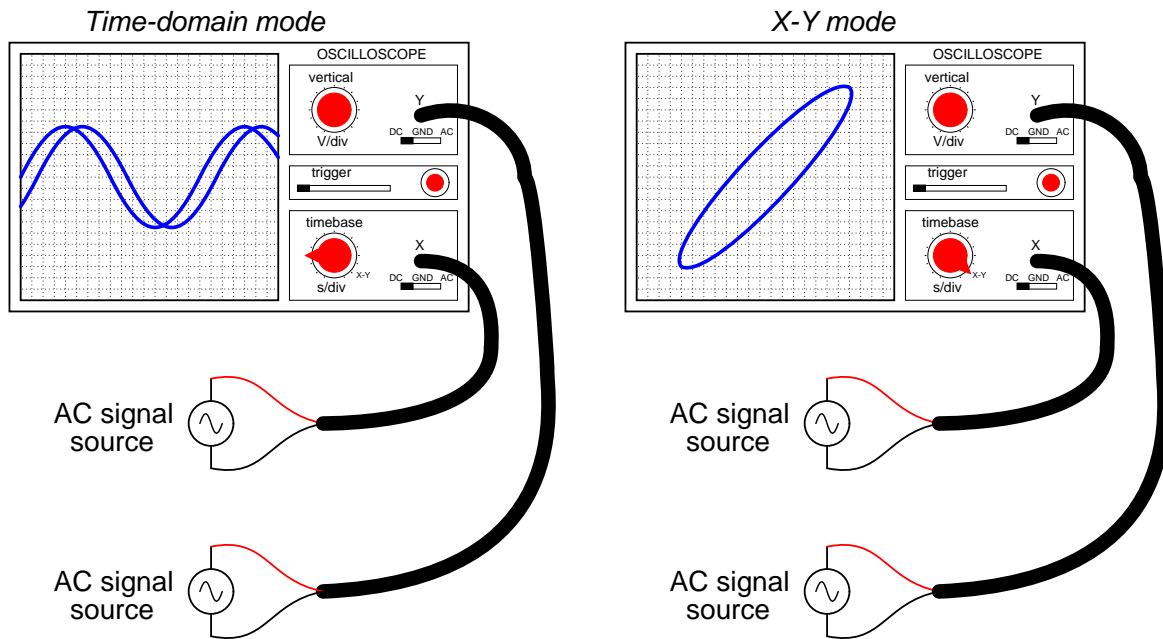 Time-domain mode
OSCILLOSCOPE
vertical
Y
DC GND AC
V/div
trigger
timebase
X
X-Y
DC GND AC
s/div
AC signal
source
AC signal
source
X-Y mode
OSCILLOSCOPE
vertical
Y
DC GND AC
V/div
trigger
timebase
X
X-Y
DC GND AC
s/div
AC signal
source
AC signal
source